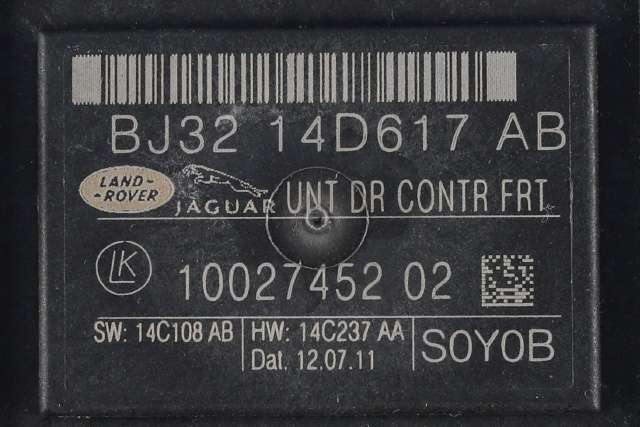 BJ32 14D617 AB
LAND-
-ROVER
JAGUAR
UNT DR CONTR FRT
LK
10027452 02
SW: 14C108 AB
HW: 14C237 AA
Dat. 12.07.11
SOYOB